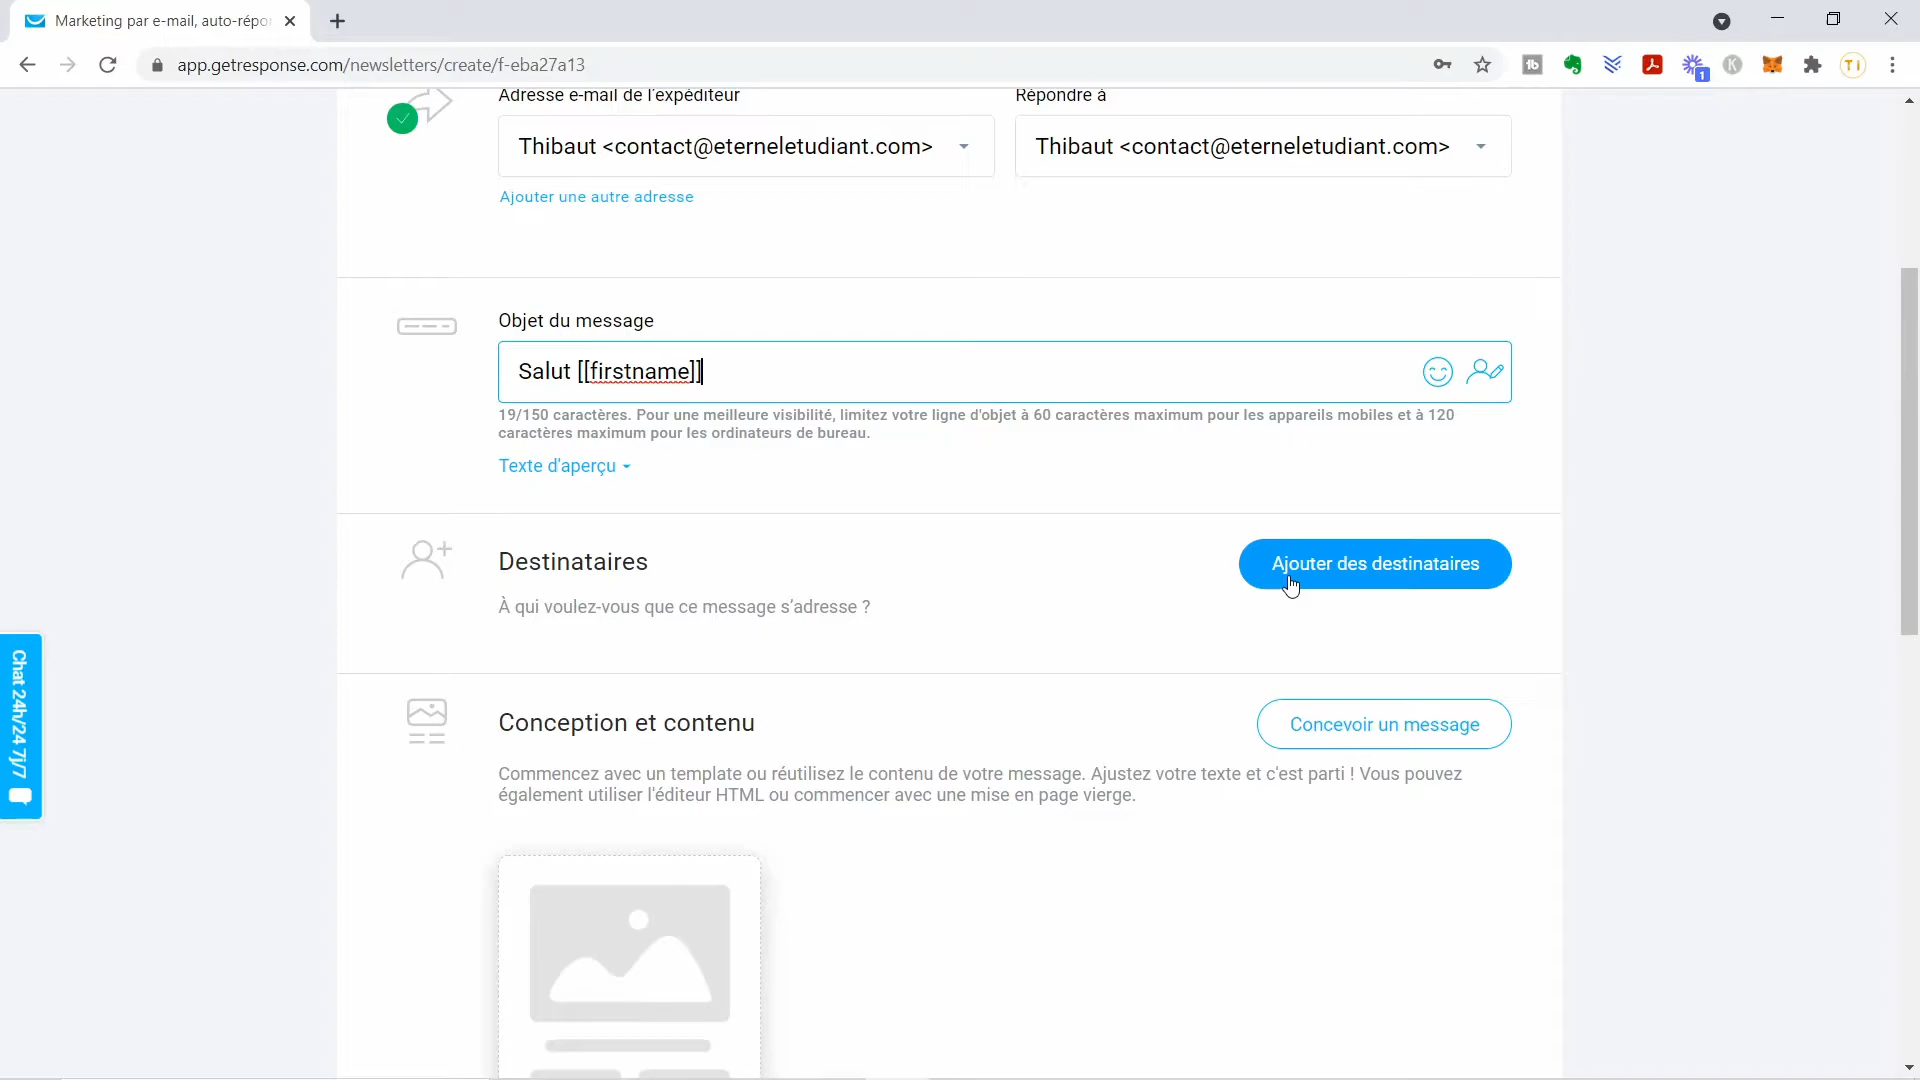 Marketing par e-mail, auto-répo
app.getresponse.com/newsletters/create/f-eba27a13
1
K
TI
Adresse e-mail de l'expéditeur
Répondre à
Thibaut <contact@eterneletudiant.com>
Thibaut <contact@eterneletudiant.com>
Ajouter une autre adresse
Objet du message
Salut [[firstname]]
19/150 caractères. Pour une meilleure visibilité, limitez votre ligne d'objet à 60 caractères maximum pour les appareils mobiles et à 120
caractères maximum pour les ordinateurs de bureau.
Texte d'aperçu
Destinataires
Ajouter des destinataires
À qui voulez-vous que ce message s'adresse ?
Chat 24h/24 7j/7
Conception et contenu
Concevoir un message
Commencez avec un template ou réutilisez le contenu de votre message. Ajustez votre texte et c'est parti ! Vous pouvez
également utiliser l'éditeur HTML ou commencer avec une mise en page vierge.